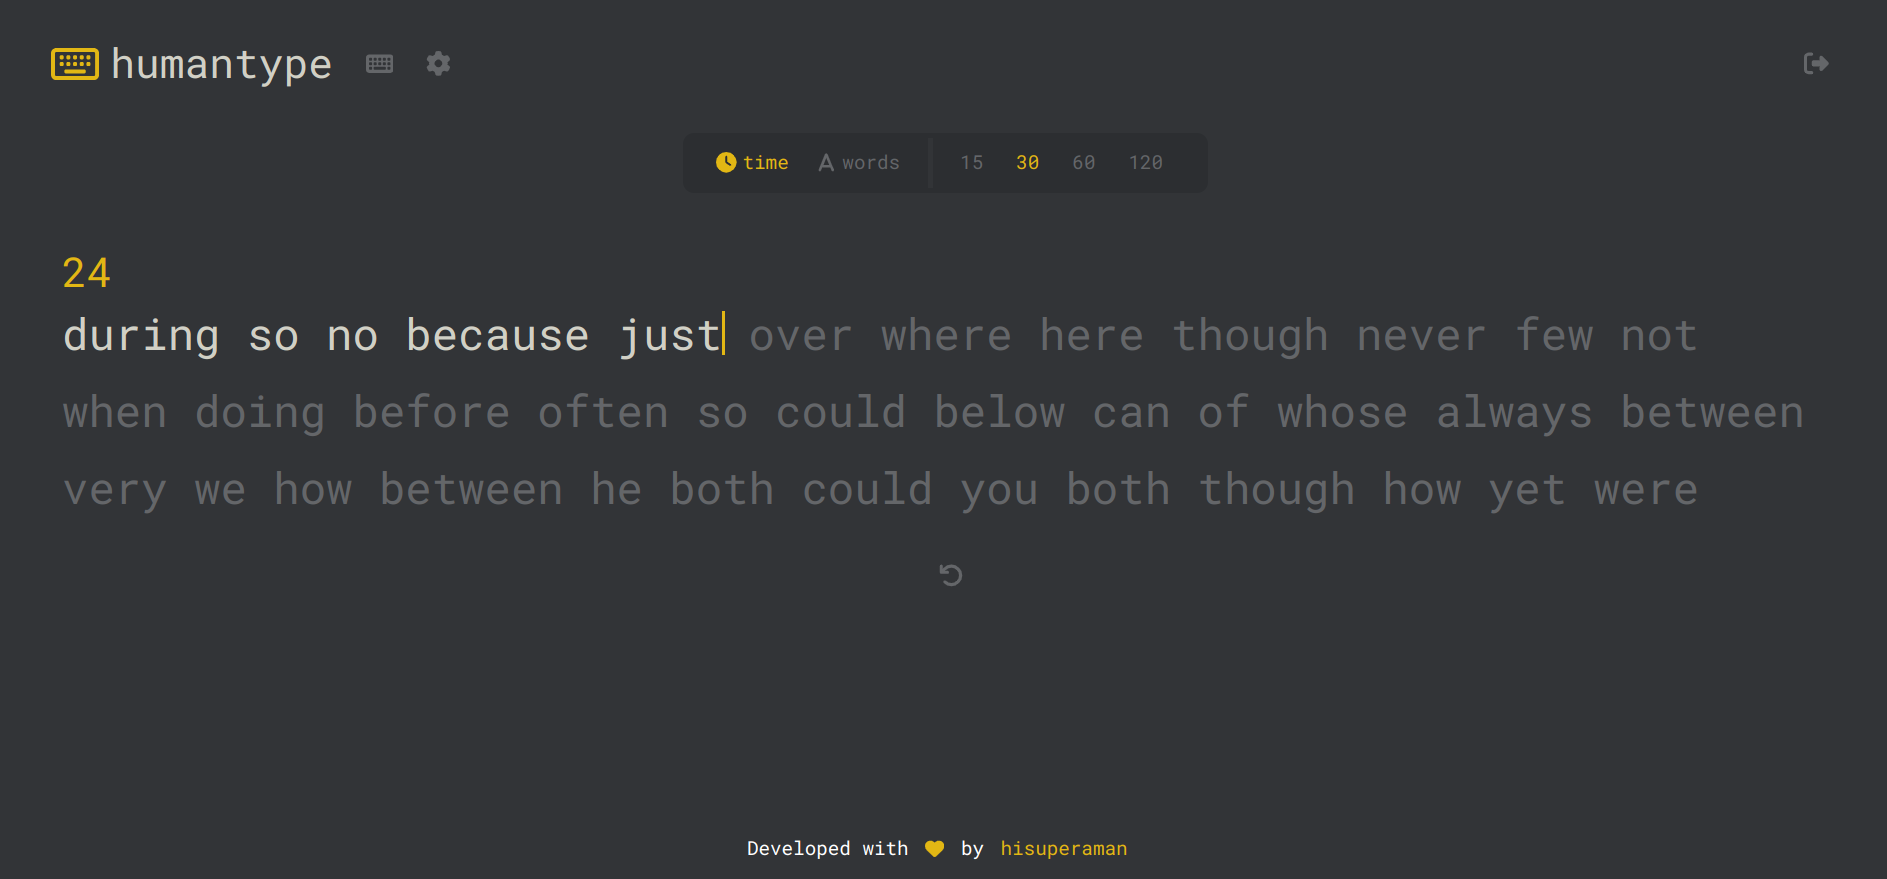 humantype
time A words 15 30 60 120
24
during so no because just over where here though never few not
when doing before often so could below can of whose always between
very we how between he both could you both though how yet were
Developed with by hisuperaman